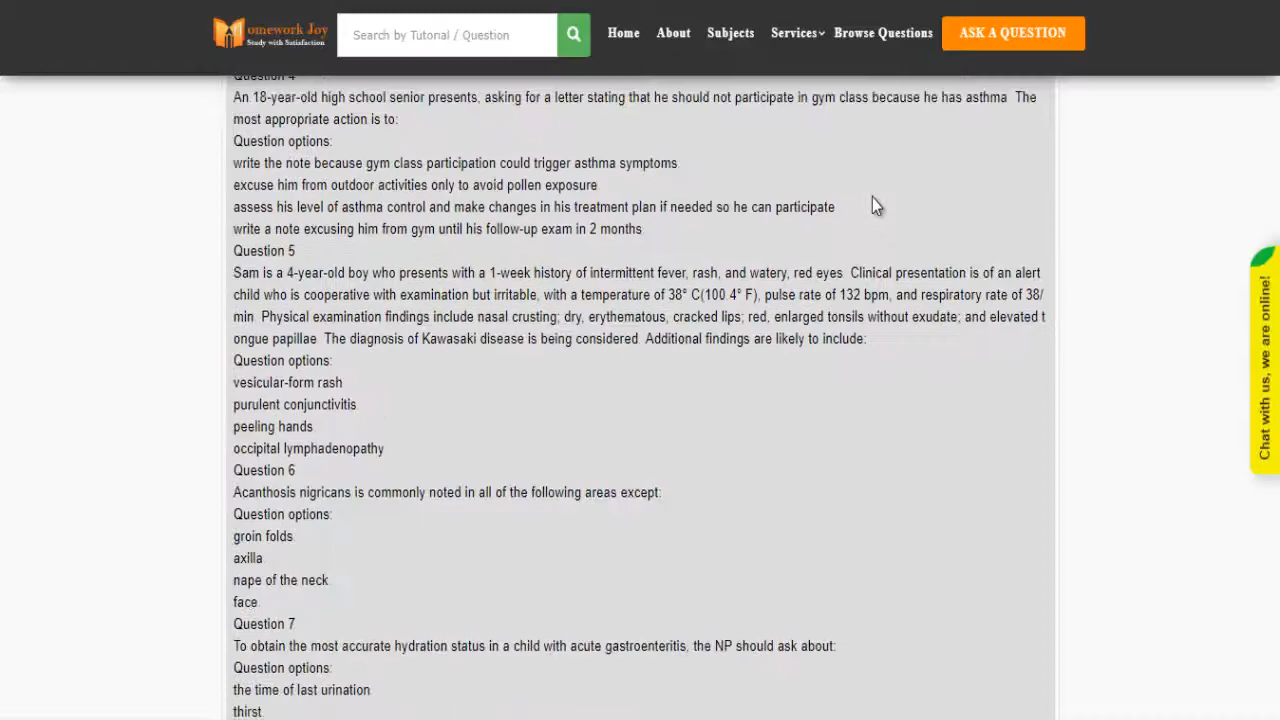 omework Joy
Study with Satisfaction
Search by Tutorial / Question
Home
About
Subjects
Services
Browse Questions
ASK A QUESTION
Question 4
An 18-year-old high school senior presents, asking for a letter stating that he should not participate in gym class because he has asthma The
most appropriate action is to:
Question options:
write the note because gym class participation could trigger asthma symptoms
excuse him from outdoor activities only to avoid pollen exposure
assess his level of asthma control and make changes in his treatment plan if needed so he can participate
write a note excusing him from gym until his follow-up exam in 2 months
Question 5
Sam is a 4-year-old boy who presents with a 1-week history of intermittent fever, rash, and watery, red eyes Clinical presentation is of an alert
child who is cooperative with examination but irritable, with a temperature of 38° C(100 4° F), pulse rate of 132 bpm, and respiratory rate of 38/
min Physical examination findings include nasal crusting; dry, erythematous, cracked lips; red, enlarged tonsils without exudate; and elevated t
ongue papillae The diagnosis of Kawasaki disease is being considered Additional findings are likely to include:
Question options:
vesicular-form rash
purulent conjunctivitis
peeling hands
occipital lymphadenopathy
Question 6
Acanthosis nigricans is commonly noted in all of the following areas except:
Question options:
groin folds
axilla
nape of the neck
face
Question 7
To obtain the most accurate hydration status in a child with acute gastroenteritis, the NP should ask about:
Question options:
the time of last urination
thirst
Chat with us, we are online!